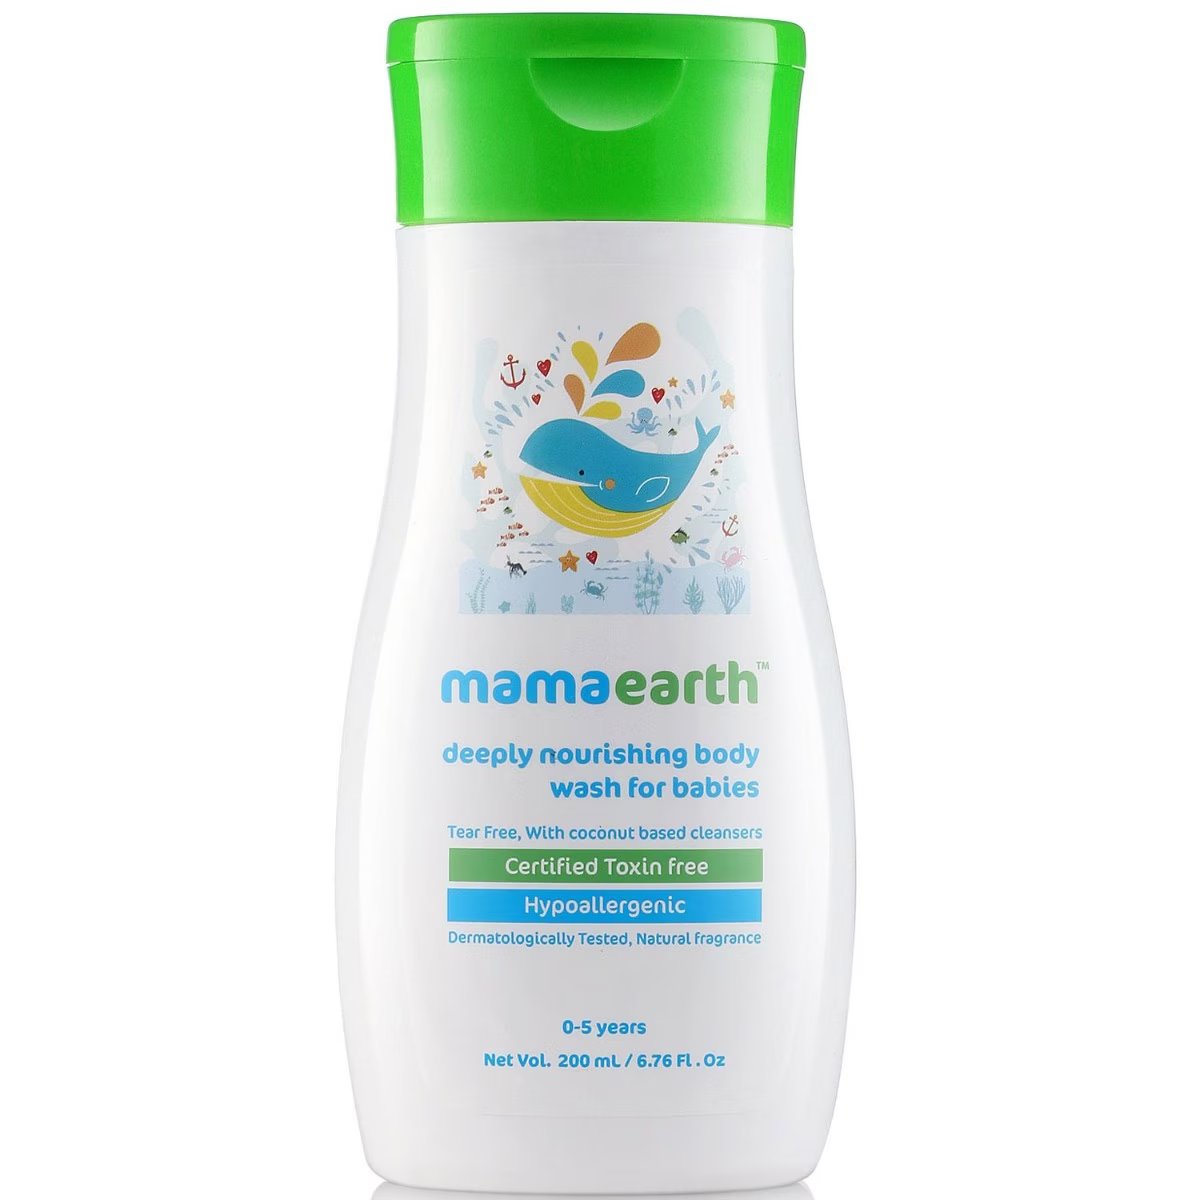 mamaearth™
deeply nourishing body
wash for babies
Tear Free, With coconut based cleansers
Certified Toxin free
Hypoallergenic
Dermatologically Tested, Natural fragrance
0-5 years
Net Vol. 200 mL / 6.76 Fl . Oz